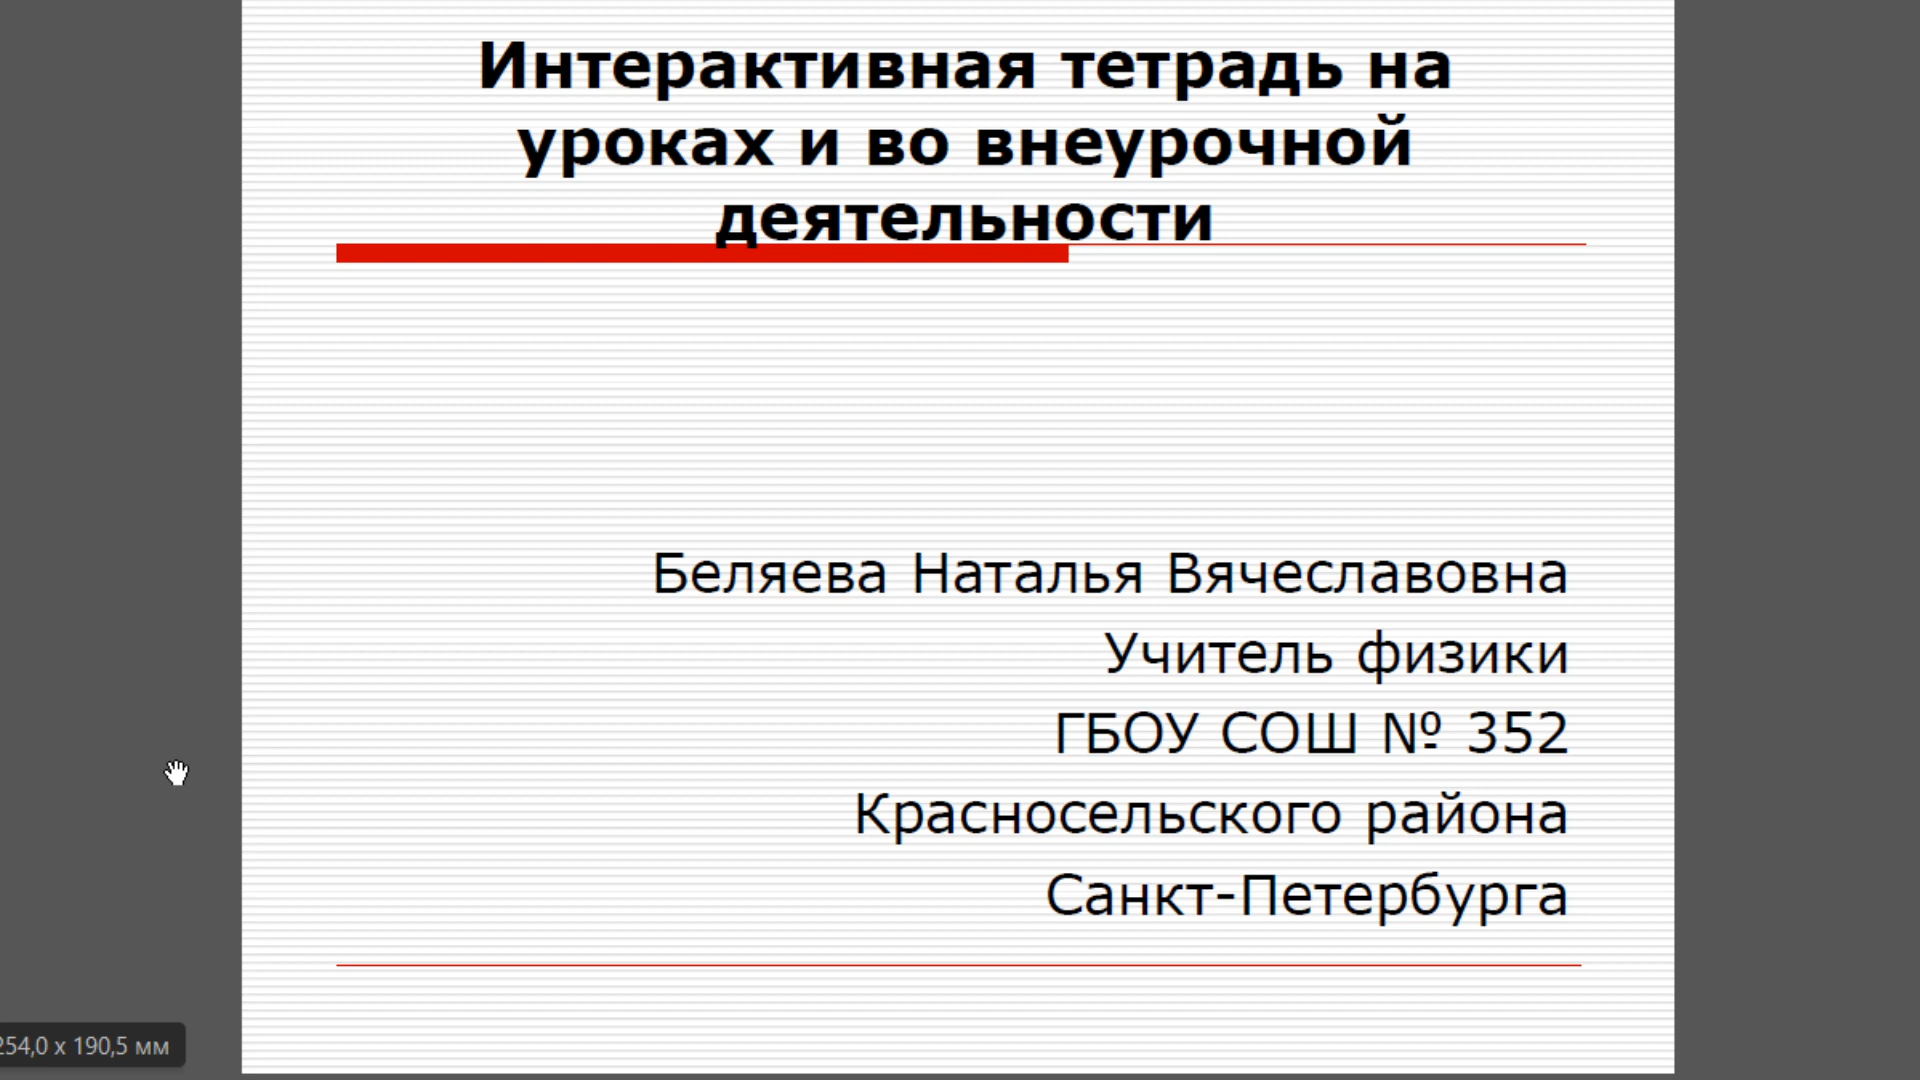 Интерактивная тетрадь на
уроках и во внеурочной
деятельности
Беляева Наталья Вячеславовна
Учитель физики
ГБОУ СОШ № 352
Красносельского района
Санкт-Петербурга
254,0 x 190,5 мм